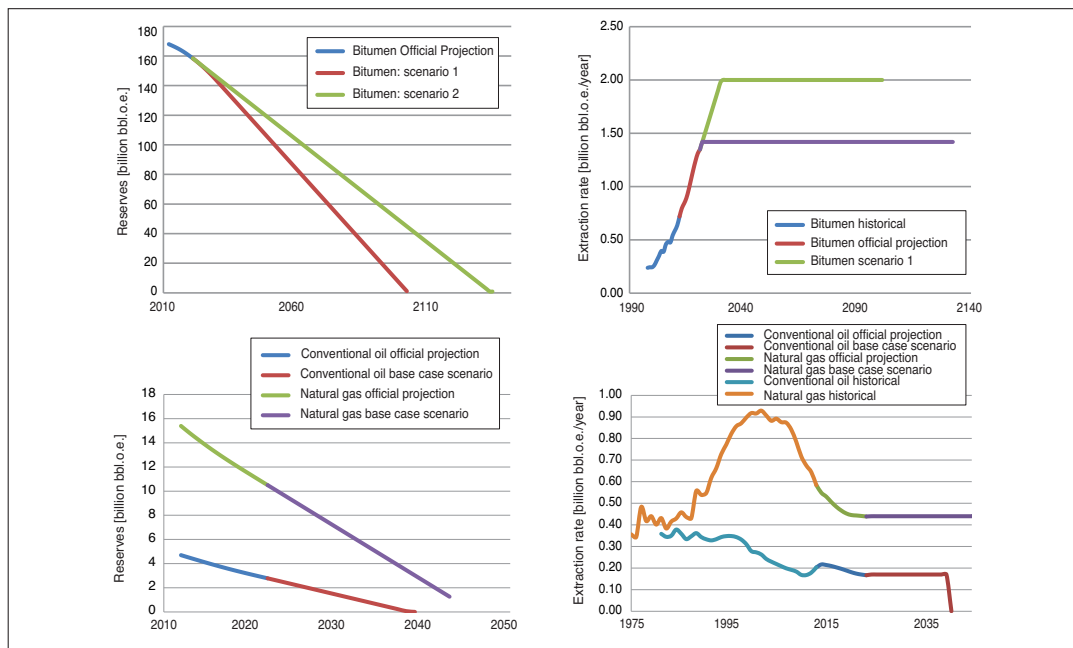 Reserves [billion bbl.o.e.]
180
160
140
120
100
80
60
40
20
0
2010 2060 2110
Bitumen Official Projection
Bitumen: scenario 1
Bitumen: scenario 2
Extraction rate [billion bbl.o.e./year]
2.50
2.00
1.50
1.00
0.50
0.00
1990 2040 2090 2140
Bitumen historical
Bitumen official projection
Bitumen scenario 1
Reserves [billion bbl.o.e.]
Conventional oil official projection
Conventional oil base case scenario
Natural gas official projection
Natural gas base case scenario
18
16
14
12
10
8
6
4
2
0
2010 2020 2030 2040 2050
Extraction rate [billion bbl.o.e./year]
Conventional oil official projection
Conventional oil base case scenario
Natural gas official projection
Natural gas base case scenario
Conventional oil historical
Natural gas historical
1.00
0.90
0.80
0.70
0.60
0.50
0.40
0.30
0.20
0.10
0.00
1975 1995 2015 2035